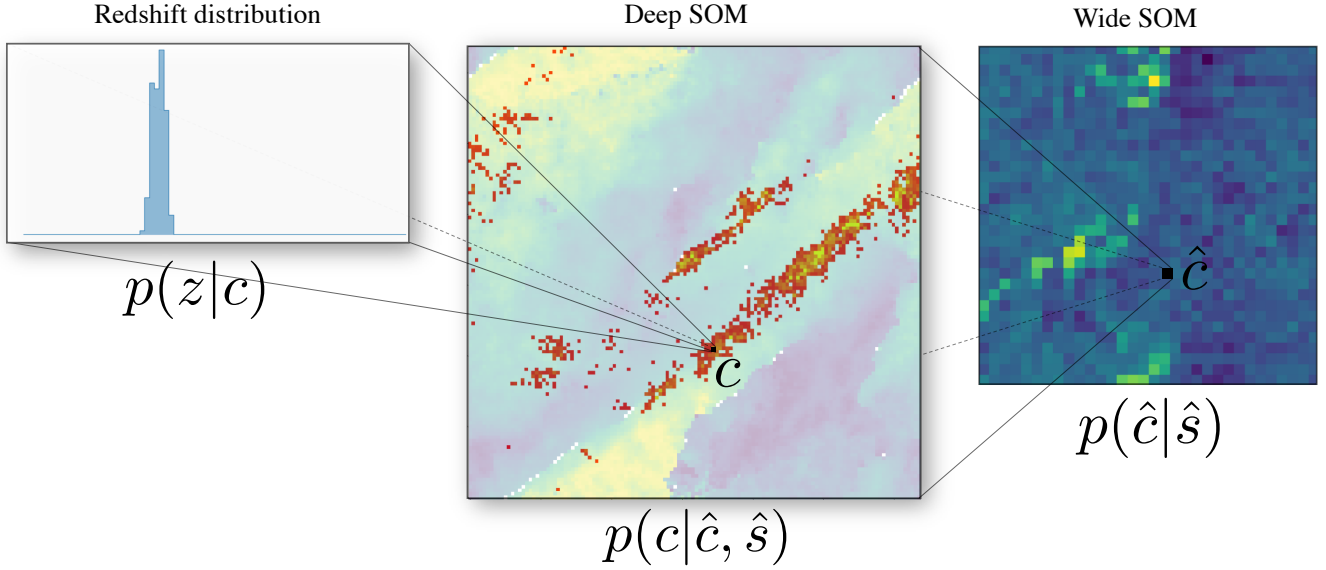 Redshift distribution
Deep SOM
Wide SOM
p(z|c)
c
ĉ
p(ĉ|ŝ)
p(c|ĉ, ŝ)